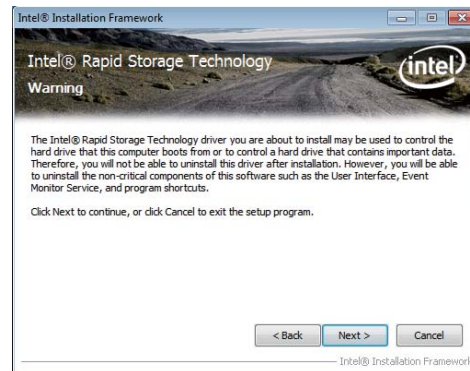 Intel® Installation Framework
Intel® Rapid Storage Technology
Warning
intel
The Intel® Rapid Storage Technology driver you are about to install may be used to control the
hard drive that this computer boots from or to control a hard drive that contains important data.
Therefore, you will not be able to uninstall this driver after installation. However, you will be able
to uninstall the non-critical components of this software such as the User Interface, Event
Monitor Service, and program shortcuts.
Click Next to continue, or click Cancel to exit the setup program.
< Back Next > Cancel
Intel® Installation Framework